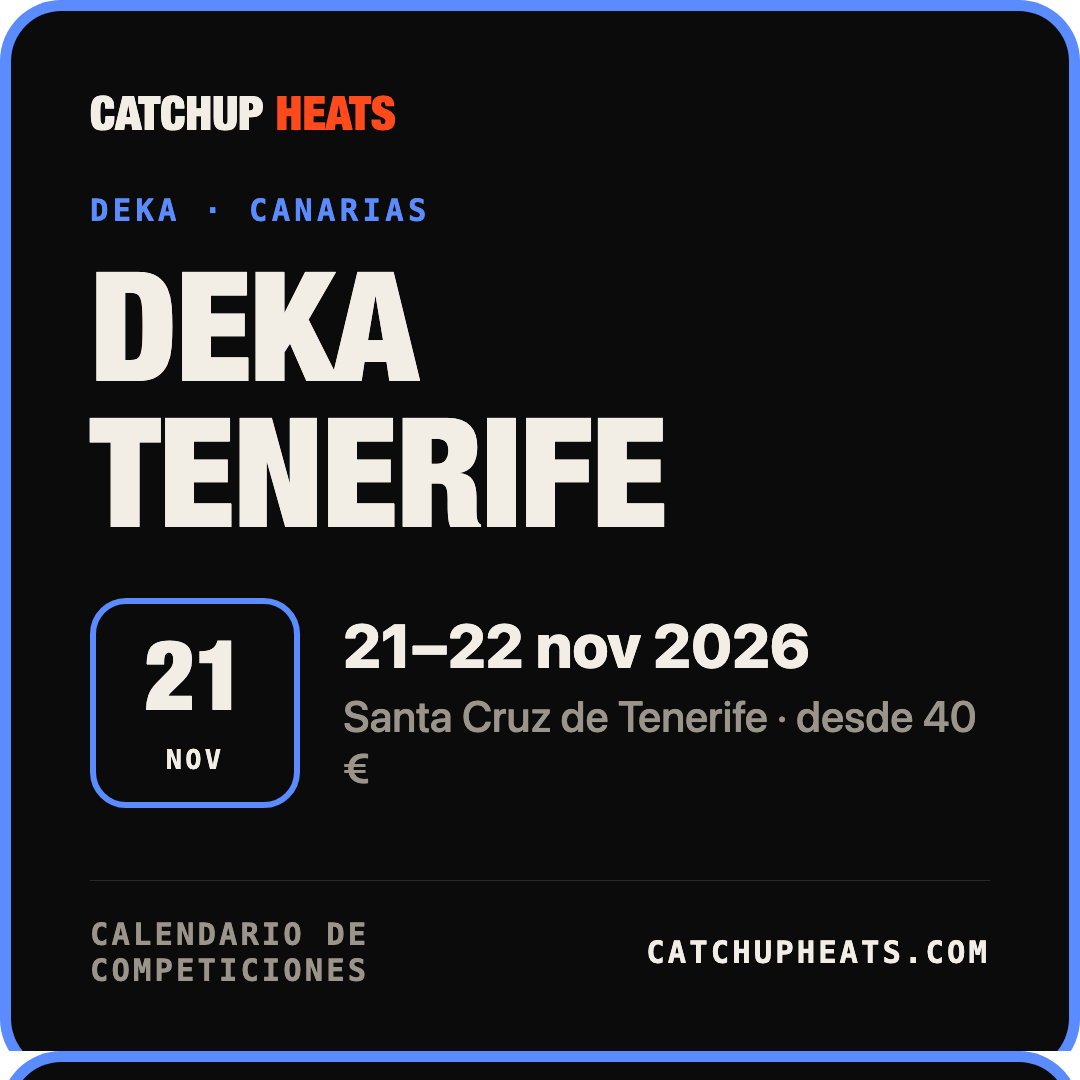 CATCHUP HEATS
DEKA · CANARIAS
DEKA
TENERIFE
21
NOV
21–22 nov 2026
Santa Cruz de Tenerife · desde 40
€
CALENDARIO DE
COMPETICIONES
CATCHUPHEATS.COM